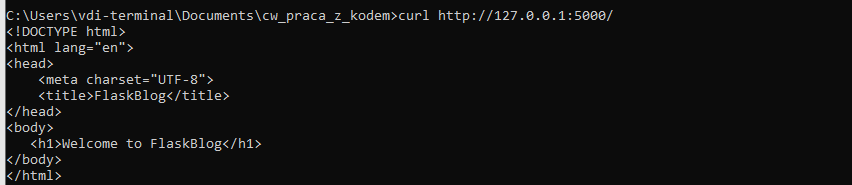 C:\Users\vdi-terminal\Documents\cw_praca_z_kodem>curl http://127.0.0.1:5000/
<!DOCTYPE html>
<html lang="en">
<head>
    <meta charset="UTF-8">
    <title>FlaskBlog</title>
</head>
<body>
   <h1>Welcome to FlaskBlog</h1>
</body>
</html>